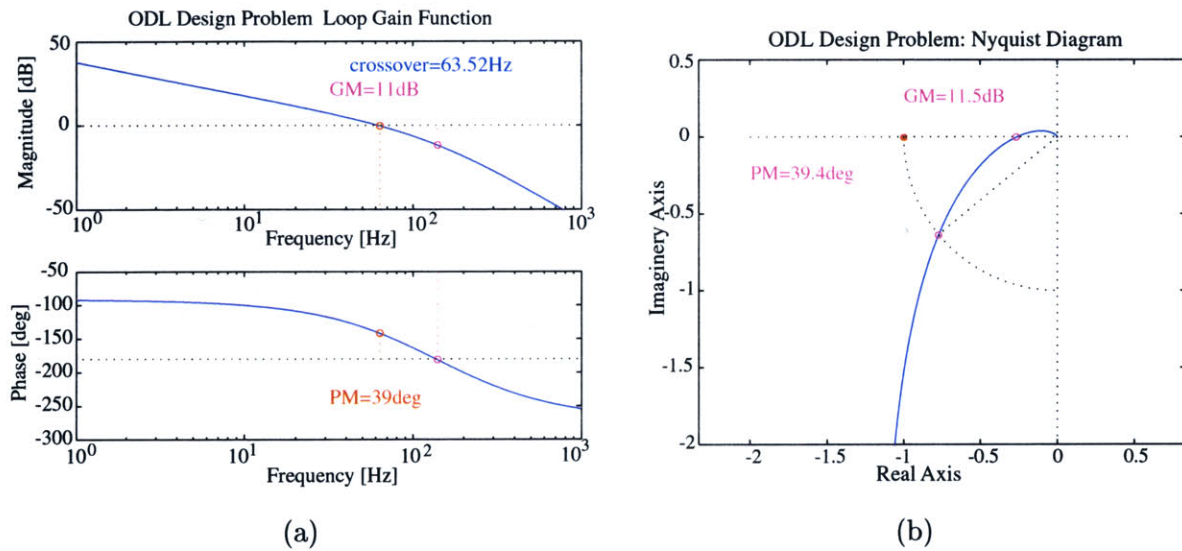 ODL Design Problem Loop Gain Function
50
crossover=63.52Hz
GM=11dB
0
Magnitude [dB]
-50
10^0
10^1
10^2
10^3
Frequency [Hz]
-50
-100
-150
-200
-250
-300
Phase [deg]
PM=39deg
10^0
10^1
10^2
10^3
Frequency [Hz]
(a)
ODL Design Problem: Nyquist Diagram
0.5
GM=11.5dB
0
PM=39.4deg
-0.5
Imaginery Axis
-1
-1.5
-2
-2
-1.5
-1
-0.5
0
0.5
Real Axis
(b)